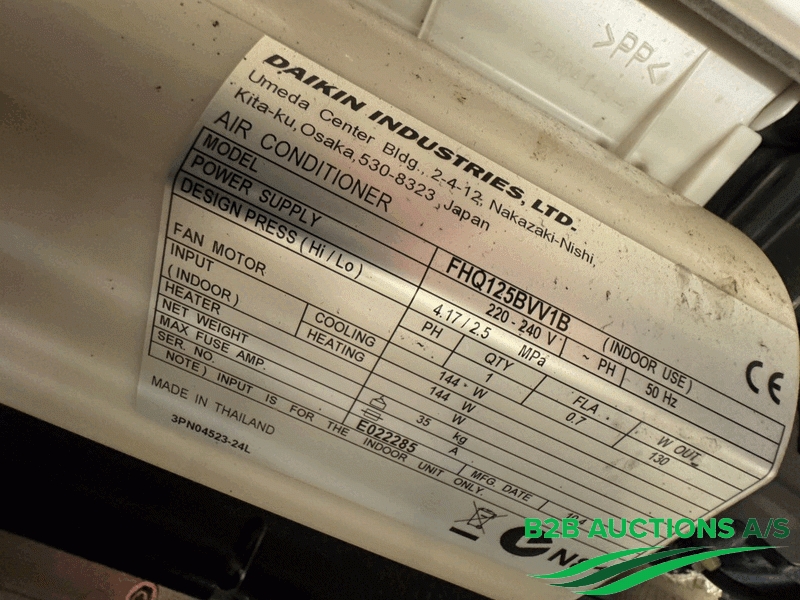 >PP<
DAIKIN INDUSTRIES, LTD.
Umeda Center Bldg., 2-4-12, Nakazaki-Nishi,
Kita-ku, Osaka, 530-8323 Japan
AIR CONDITIONER
MODEL FHQ125BVV1B (INDOOR USE)
POWER SUPPLY 220 - 240 V ~ PH 50 Hz
DESIGN PRESS (Hi / Lo) 4.17 / 2.5 MPa
FAN MOTOR PH QTY FLA W OUT
~ 1 0.7 130
INPUT (INDOOR) COOLING 144 W
HEATING 144 W
HEATER W
NET WEIGHT 35 kg
MAX FUSE AMP. A
SER. NO. E022285 MFG. DATE
NOTE) INPUT IS FOR THE INDOOR UNIT ONLY.
MADE IN THAILAND
3PN04523-24L
CE
B2B AUCTIONS A/S